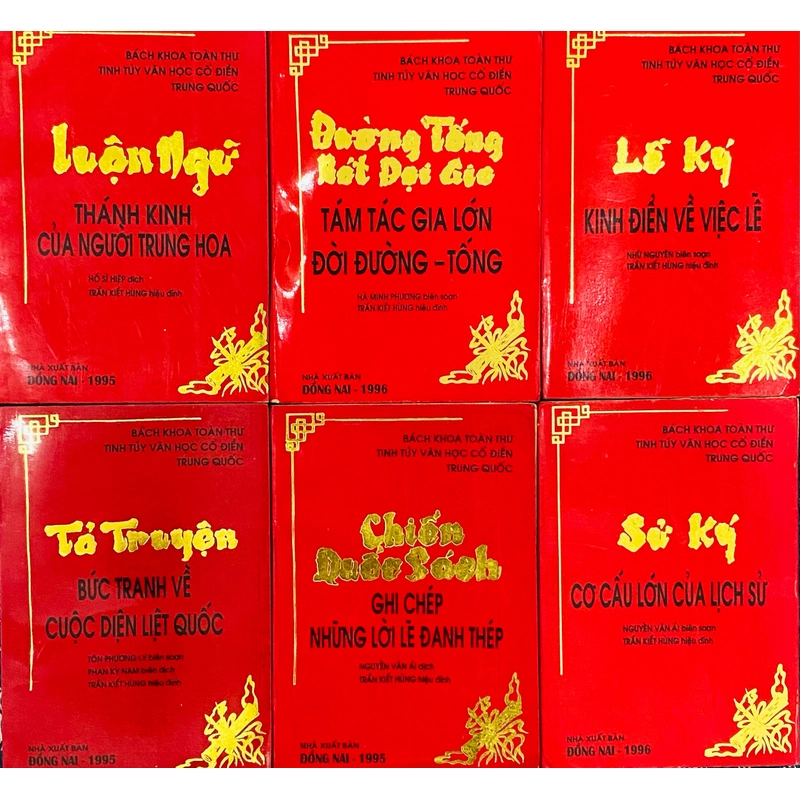 BÁCH KHOA TOÀN THƯ
TINH TÚY VĂN HỌC CỔ ĐIỂN
TRUNG QUỐC
Luận Ngữ
THÁNH KINH
CỦA NGƯỜI TRUNG HOA
HỒ SĨ HIỆP dịch
TRẦN KIẾT HÙNG hiệu đính
NHÀ XUẤT BẢN
ĐỒNG NAI - 1995
BÁCH KHOA TOÀN THƯ
TINH TÚY VĂN HỌC CỔ ĐIỂN
TRUNG QUỐC
Đường Tống
Bát Đại Gia
TÁM TÁC GIA LỚN
ĐỜI ĐƯỜNG – TỐNG
HÀ MINH PHƯƠNG biên soạn
TRẦN KIẾT HÙNG hiệu đính
NHÀ XUẤT BẢN
ĐỒNG NAI - 1996
BÁCH KHOA TOÀN THƯ
TINH TÚY VĂN HỌC CỔ ĐIỂN
TRUNG QUỐC
Lễ Ký
KINH ĐIỂN VỀ VIỆC LỄ
NHỮ NGUYÊN biên soạn
TRẦN KIẾT HÙNG hiệu đính
NHÀ XUẤT BẢN
ĐỒNG NAI - 1996
BÁCH KHOA TOÀN THƯ
TINH TÚY VĂN HỌC CỔ ĐIỂN
TRUNG QUỐC
Tả Truyện
BỨC TRANH VỀ
CUỘC DIỆN LIỆT QUỐC
TÔN PHƯƠNG biên soạn
PHAN KỲ NAM biên dịch
TRẦN KIẾT HÙNG hiệu đính
NHÀ XUẤT BẢN
ĐỒNG NAI - 1995
BÁCH KHOA TOÀN THƯ
TINH TÚY VĂN HỌC CỔ ĐIỂN
TRUNG QUỐC
Chiến
Quốc Sách
GHI CHÉP
NHỮNG LỜI LẼ ĐANH THÉP
NGUYỄN VĂN ÁI dịch
TRẦN KIẾT HÙNG hiệu đính
NHÀ XUẤT BẢN
ĐỒNG NAI - 1995
BÁCH KHOA TOÀN THƯ
TINH TÚY VĂN HỌC CỔ ĐIỂN
TRUNG QUỐC
Sử Ký
CƠ CẤU LỚN CỦA LỊCH SỬ
NGUYỄN VĂN ÁI biên soạn
TRẦN KIẾT HÙNG hiệu đính
NHÀ XUẤT BẢN
ĐỒNG NAI - 1996